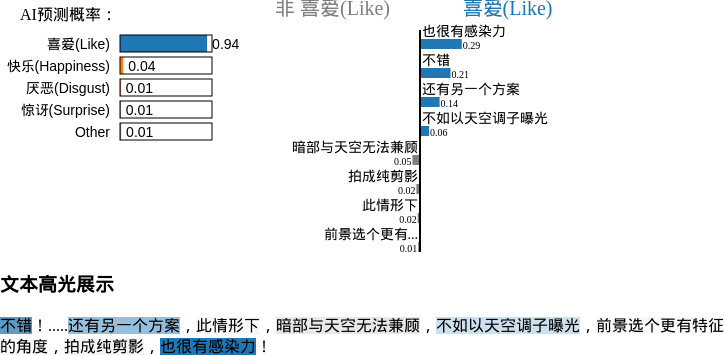 AI预测概率：
喜爱(Like) 0.94
快乐(Happiness) 0.04
厌恶(Disgust) 0.01
惊讶(Surprise) 0.01
Other 0.01
非 喜爱(Like) 喜爱(Like)
也很有感染力
0.29
不错
0.21
还有另一个方案
0.14
不如以天空调子曝光
0.06
暗部与天空无法兼顾
0.05
拍成纯剪影
0.02
此情形下
0.02
前景选个更有...
0.01
文本高光展示
不错！.....还有另一个方案，此情形下，暗部与天空无法兼顾，不如以天空调子曝光，前景选个更有特征
的角度，拍成纯剪影，也很有感染力！